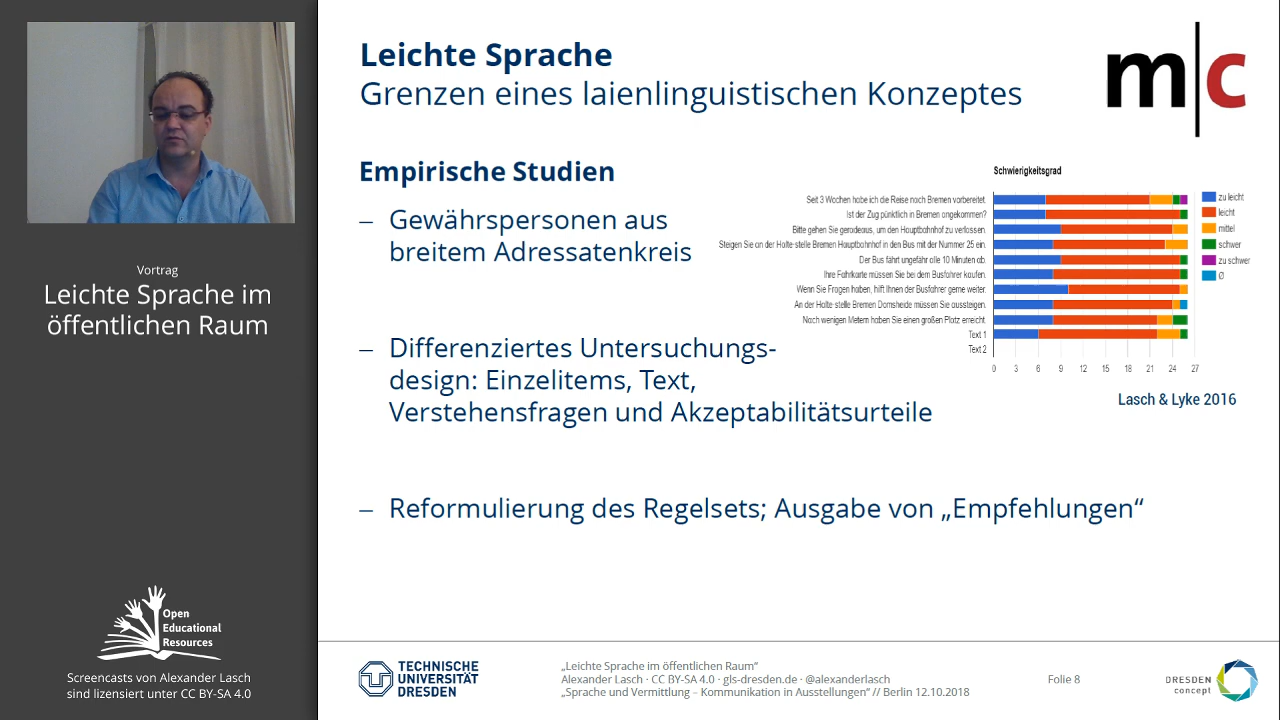 Vortrag
Leichte Sprache im
öffentlichen Raum
Open
Educational
Resources
Screencasts von Alexander Lasch
sind lizensiert unter CC BY-SA 4.0
Leichte Sprache
Grenzen eines laienlinguistischen Konzeptes
m|c
Empirische Studien
– Gewährspersonen aus
breitem Adressatenkreis
– Differenziertes Untersuchungs-
design: Einzelitems, Text,
Verstehensfragen und Akzeptabilitätsurteile
– Reformulierung des Regelsets; Ausgabe von „Empfehlungen“
Schwierigkeitsgrad
Seit 3 Wochen habe ich die Reise nach Bremen vorbereitet.
Ist der Zug pünktlich in Bremen angekommen?
Bitte gehen Sie geradeaus, um den Hauptbahnhof zu verlassen.
Steigen Sie an der Halte-stelle Bremen Hauptbahnhof in den Bus mit der Nummer 25 ein.
Der Bus fährt ungefähr alle 10 Minuten ab.
Ihre Fahrkarte müssen Sie bei dem Busfahrer kaufen.
Wenn Sie Fragen haben, hilft Ihnen der Busfahrer gerne weiter.
An der Halte-stelle Bremen Domsheide müssen Sie aussteigen.
Nach wenigen Metern haben Sie einen großen Platz erreicht.
Text 1
Text 2
0 3 6 9 12 15 18 21 24 27
zu leicht
leicht
mittel
schwer
zu schwer
Ø
Lasch & Lyke 2016
TECHNISCHE
UNIVERSITÄT
DRESDEN
„Leichte Sprache im öffentlichen Raum“
Alexander Lasch · CC BY-SA 4.0 · gls-dresden.de · @alexanderlasch
„Sprache und Vermittlung – Kommunikation in Ausstellungen“ // Berlin 12.10.2018
Folie 8
DRESDEN
concept